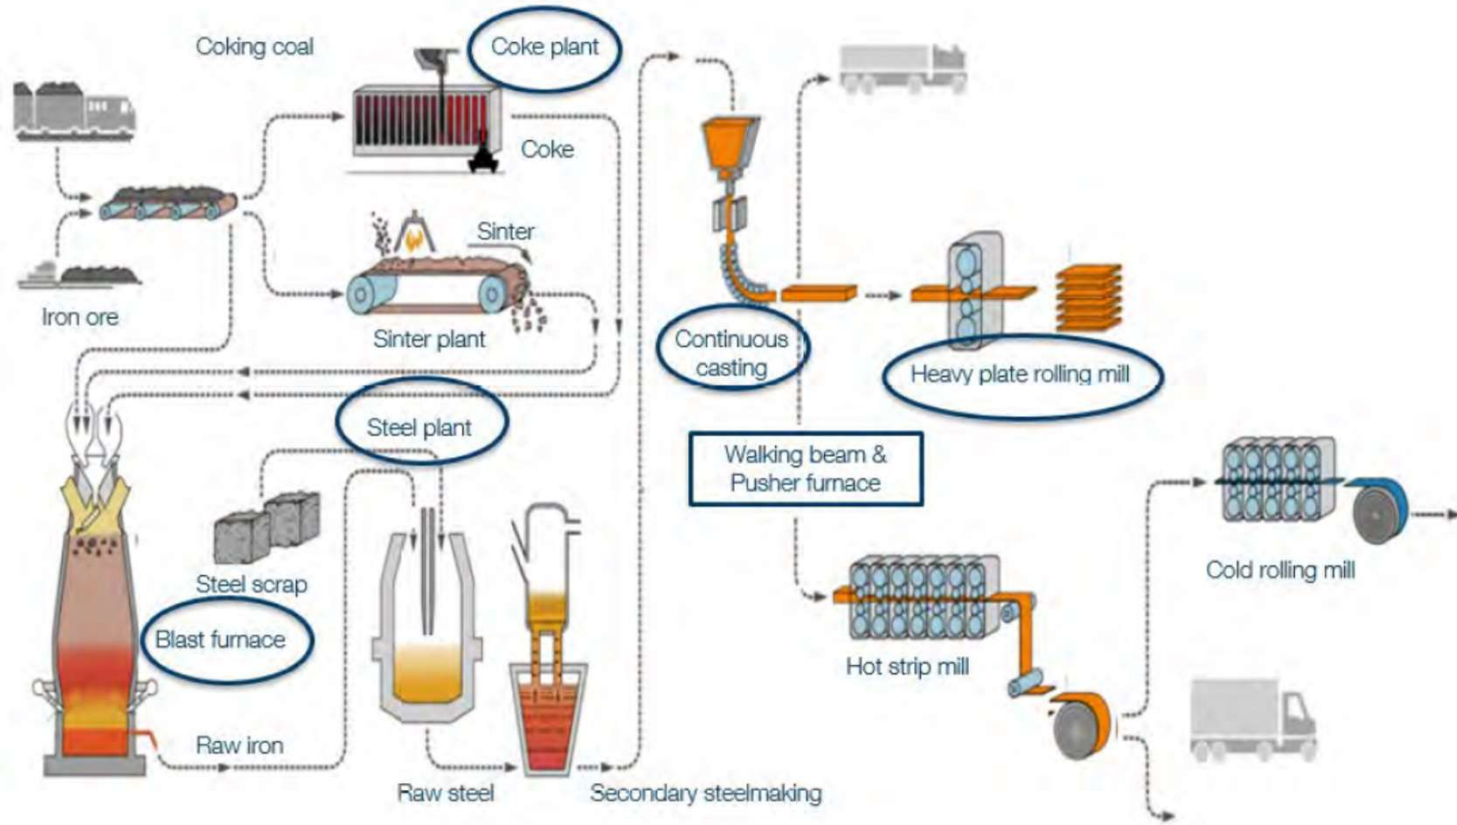 Coking coal
Coke plant
Coke
Sinter
Iron ore
Sinter plant
Continuous
casting
Heavy plate rolling mill
Steel plant
Walking beam &
Pusher furnace
Steel scrap
Cold rolling mill
Blast furnace
Hot strip mill
Raw iron
Raw steel
Secondary steelmaking